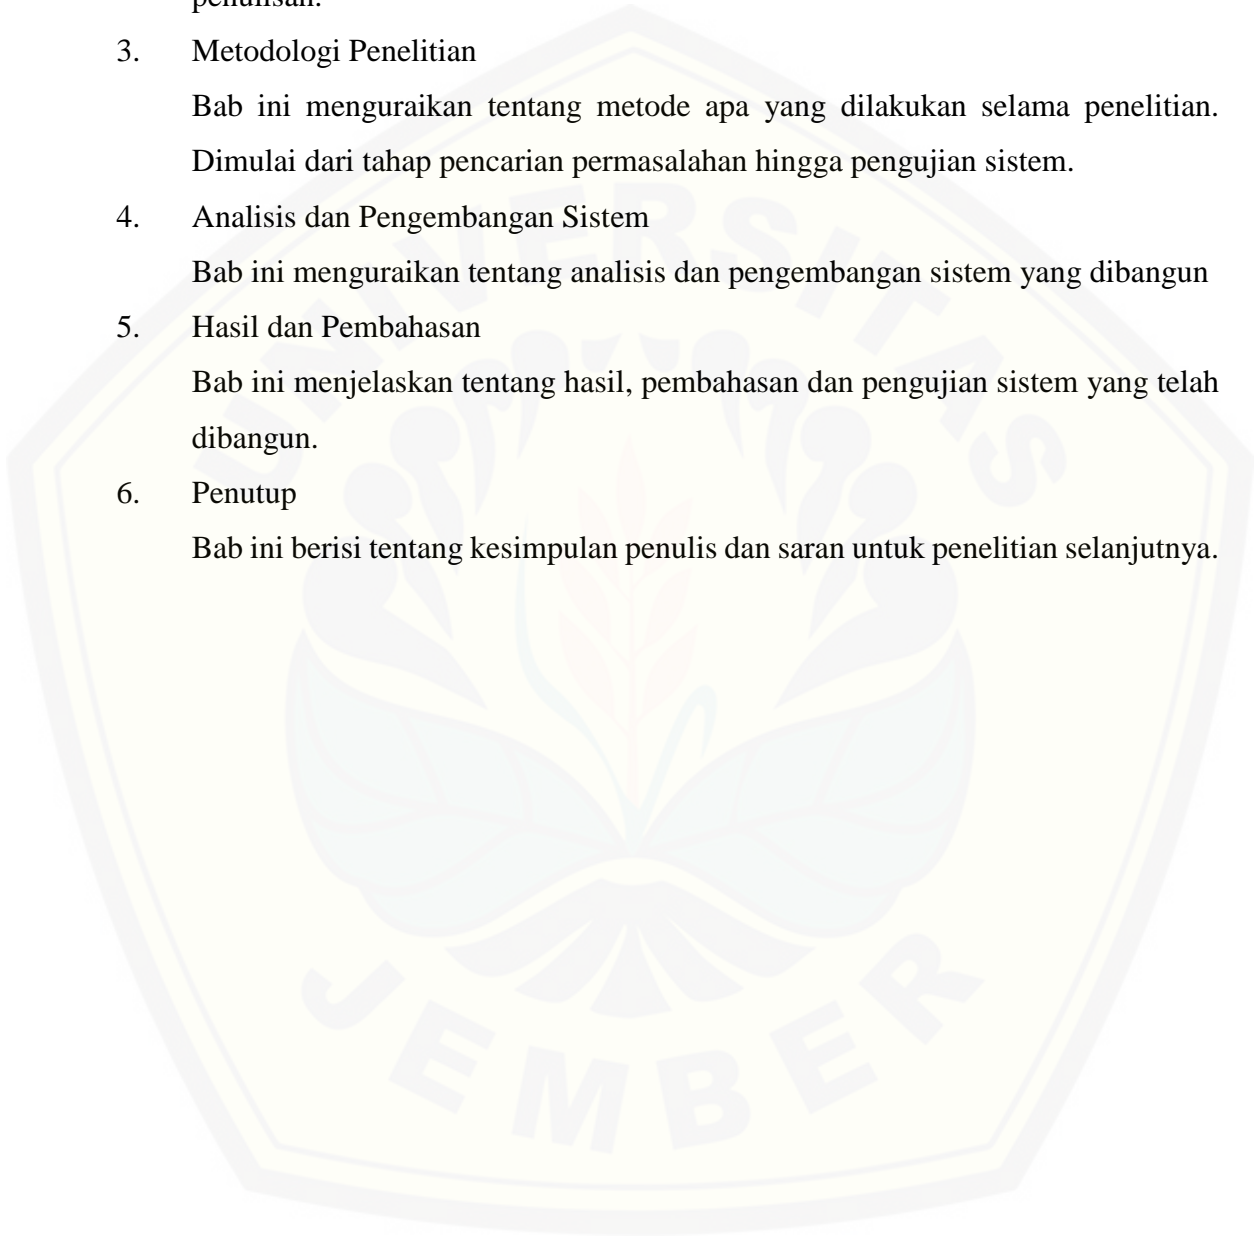 penulisan.
3. Metodologi Penelitian
Bab ini menguraikan tentang metode apa yang dilakukan selama penelitian.
Dimulai dari tahap pencarian permasalahan hingga pengujian sistem.
4. Analisis dan Pengembangan Sistem
Bab ini menguraikan tentang analisis dan pengembangan sistem yang dibangun
5. Hasil dan Pembahasan
Bab ini menjelaskan tentang hasil, pembahasan dan pengujian sistem yang telah
dibangun.
6. Penutup
Bab ini berisi tentang kesimpulan penulis dan saran untuk penelitian selanjutnya.
UNIVERSITAS
JEMBER